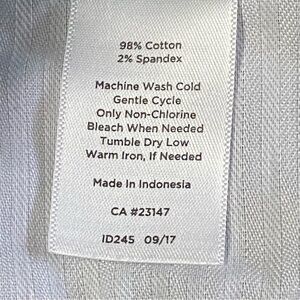 98% Cotton
2% Spandex
Machine Wash Cold
Gentle Cycle
Only Non-Chlorine
Bleach When Needed
Tumble Dry Low
Warm Iron, If Needed
Made In Indonesia
CA #23147
ID245 09/17